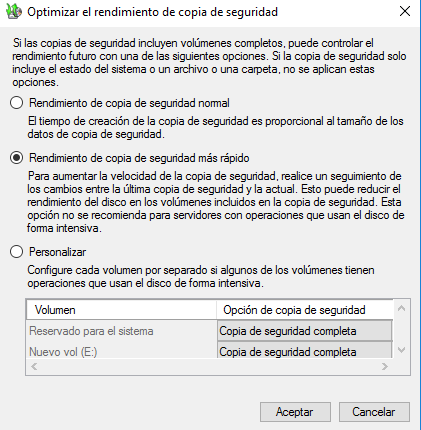 Optimizar el rendimiento de copia de seguridad
Si las copias de seguridad incluyen volúmenes completos, puede controlar el
rendimiento futuro con una de las siguientes opciones. Si la copia de seguridad solo
incluye el estado del sistema o un archivo o una carpeta, no se aplican estas
opciones.
Rendimiento de copia de seguridad normal
El tiempo de creación de la copia de seguridad es proporcional al tamaño de los
datos de copia de seguridad.
Rendimiento de copia de seguridad más rápido
Para aumentar la velocidad de la copia de seguridad, realice un seguimiento de
los cambios entre la última copia de seguridad y la actual. Esto puede reducir el
rendimiento del disco en los volúmenes incluidos en la copia de seguridad. Esta
opción no se recomienda para servidores con operaciones que usan el disco de
forma intensiva.
Personalizar
Configure cada volumen por separado si algunos de los volúmenes tienen
operaciones que usan el disco de forma intensiva.
Volumen Opción de copia de seguridad
Reservado para el sistema Copia de seguridad completa
Nuevo vol (E:) Copia de seguridad completa
Aceptar Cancelar